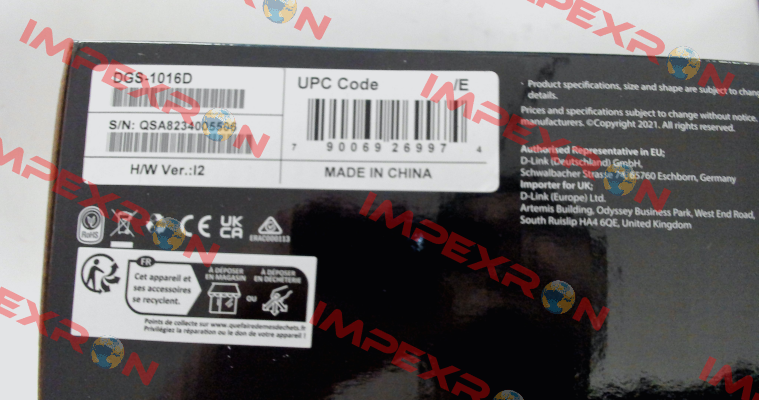 DGS-1016D
S/N: QSA8234005596
H/W Ver.:I2
UPC Code /E
7 90069 26997 4
MADE IN CHINA
· Product specifications, size and shape are subject to
details.
Prices and specifications subject to change without notice.
manufacturers. ©Copyright 2021. All rights reserved.
Authorised Representative in EU;
D-Link (Deutschland) GmbH,
Schwalbacher Strasse 74, 65760 Eschborn, Germany
Importer for UK;
D-Link (Europe) Ltd.
Artemis Building, Odyssey Business Park, West End Road,
South Ruislip HA4 6QE, United Kingdom
RoHS
CE
UK
CA
ERAC000113
FR
Cet appareil et
ses accessoires
se recyclent.
À DÉPOSER
EN MAGASIN
OU
À DÉPOSER
EN DÉCHÈTERIE
Points de collecte sur www.quefairedemesdechets.fr
Privilégiez la réparation ou le don de votre appareil !
IMPEXRON